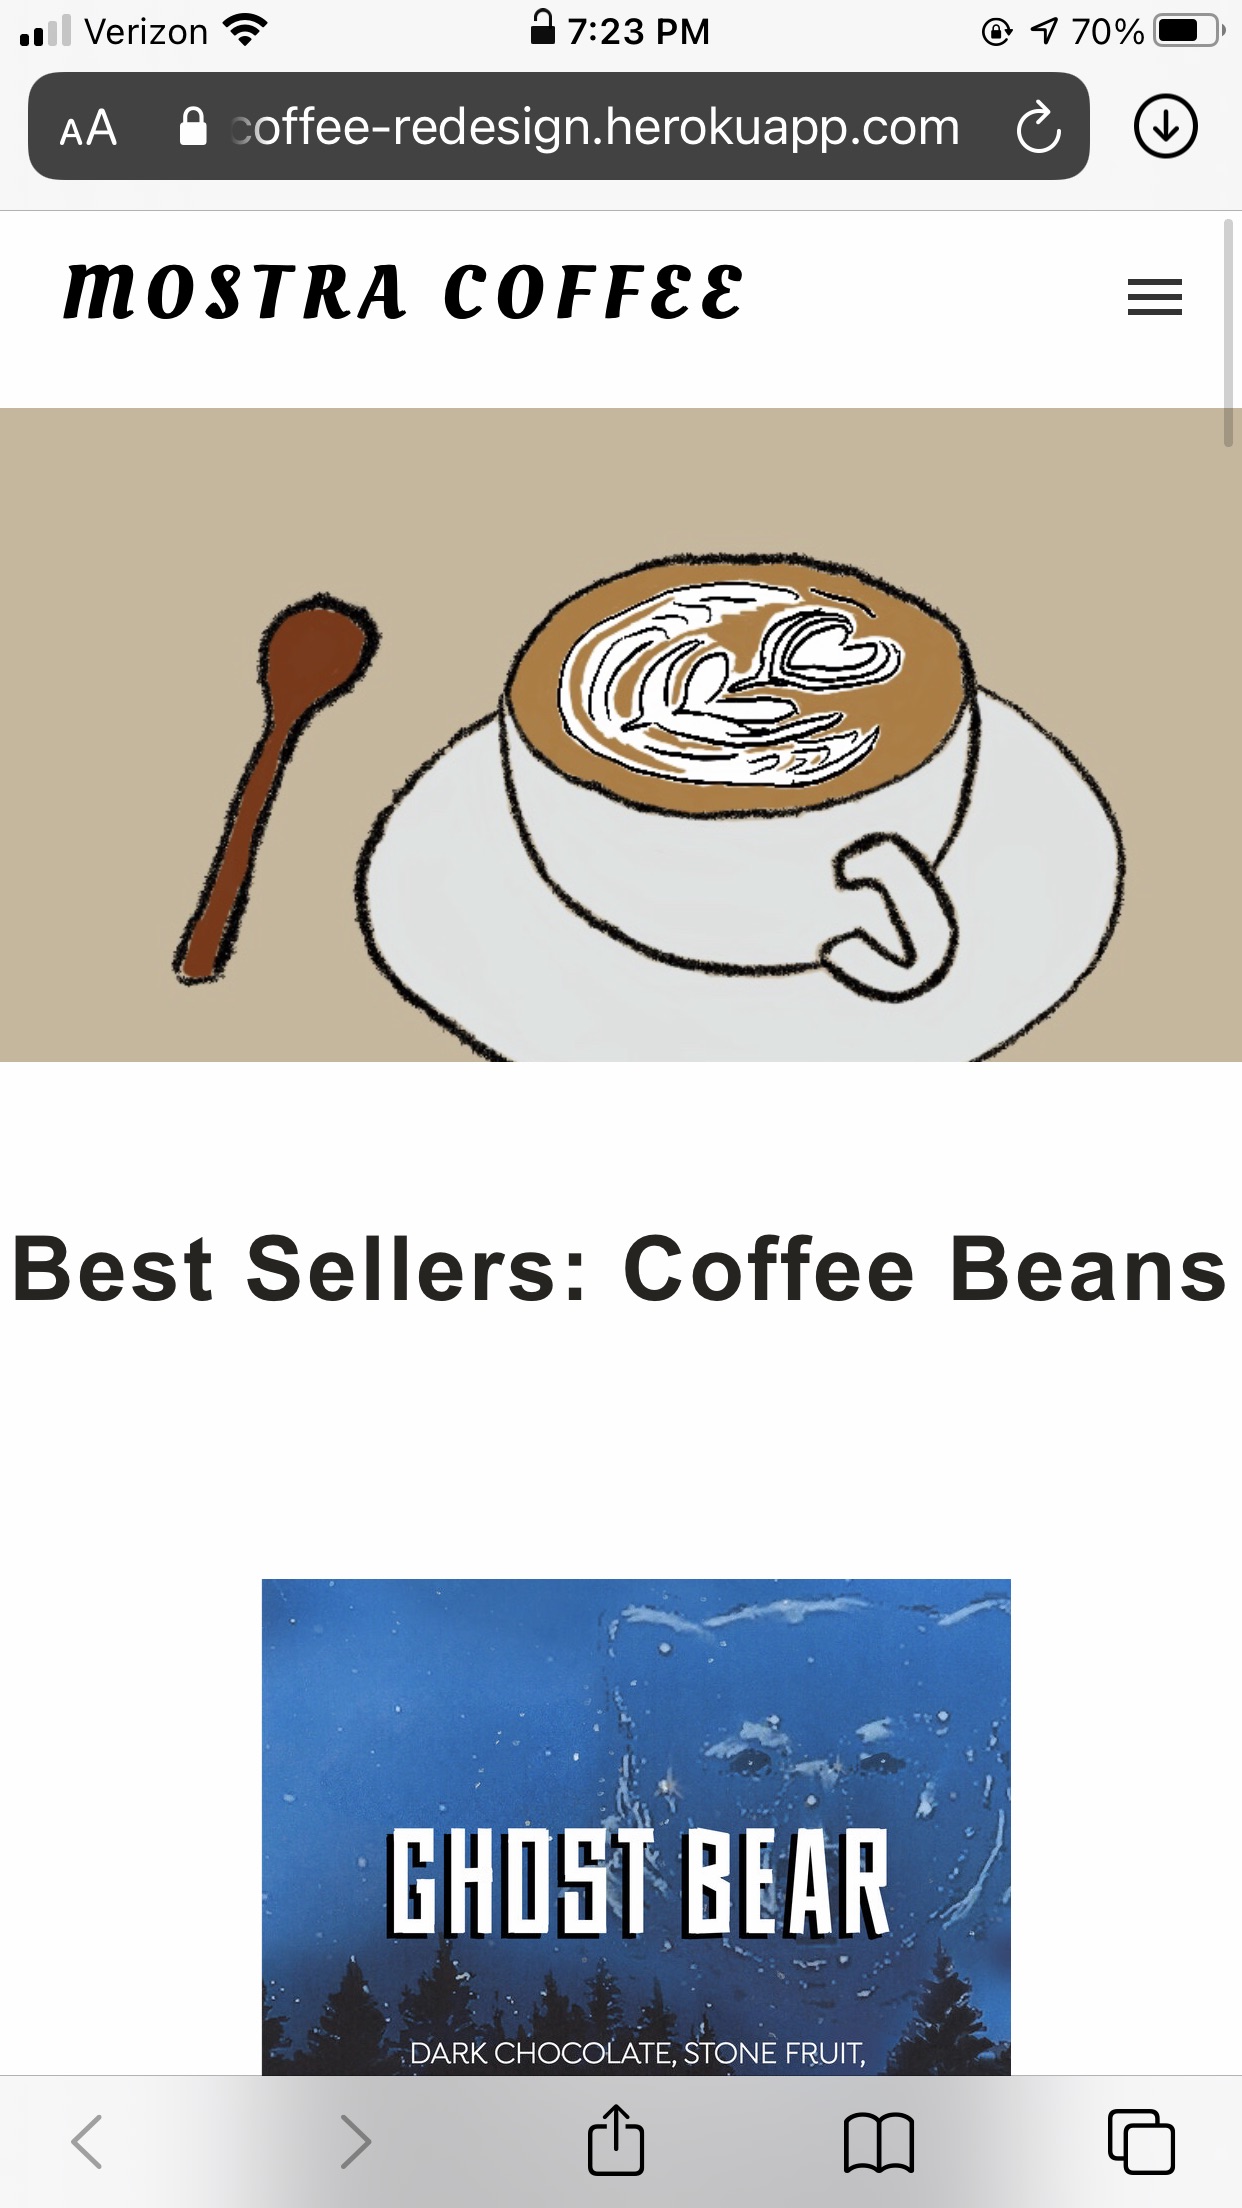 Verizon 7:23 PM 70%
AA coffee-redesign.herokuapp.com
MOSTRA COFFEE
Best Sellers: Coffee Beans
GHOST BEAR
DARK CHOCOLATE, STONE FRUIT,